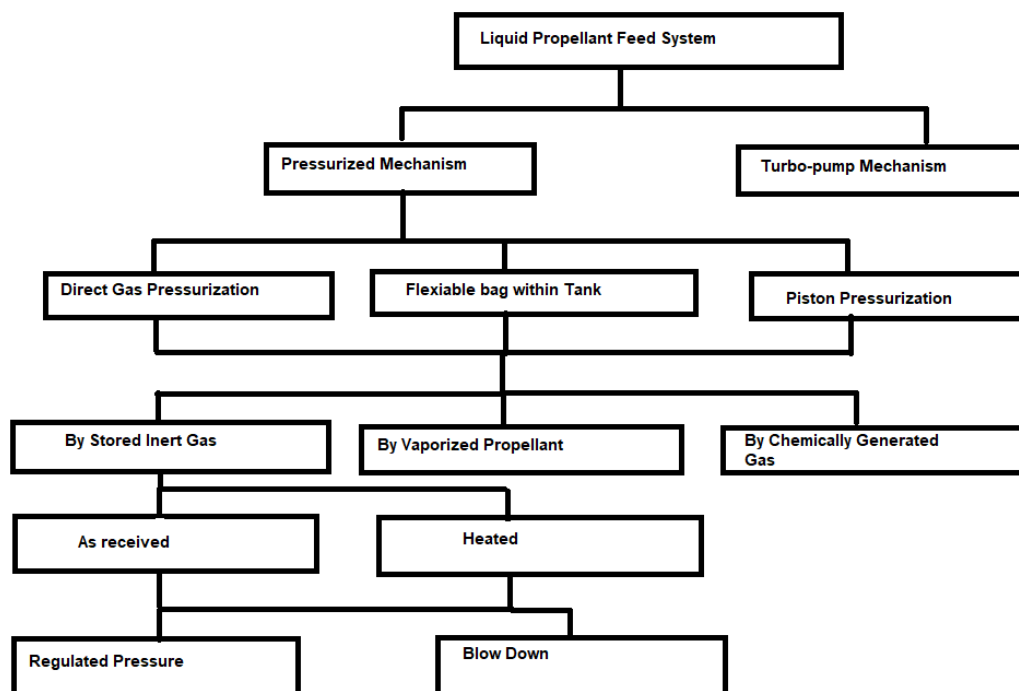 Liquid Propellant Feed System
Pressurized Mechanism
Turbo-pump Mechanism
Direct Gas Pressurization
Flexiable bag within Tank
Piston Pressurization
By Stored Inert Gas
By Vaporized Propellant
By Chemically Generated
Gas
As received
Heated
Regulated Pressure
Blow Down